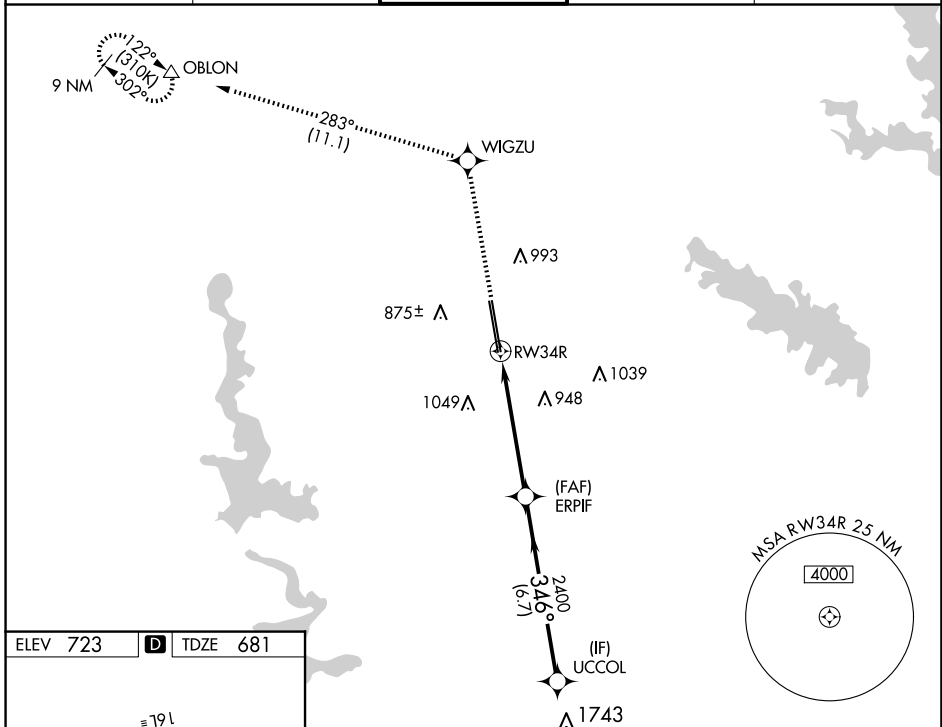 122°
(310K)
302°
9 NM
OBLON
283°
(11.1)
WIGZU
993
875±
RW34R
1039
1049
948
(FAF)
ERPIF
2400
346°
(6.7)
MSA RW34R 25 NM
4000
(IF)
UCCOL
1743
ELEV 723 D TDZE 681
16L